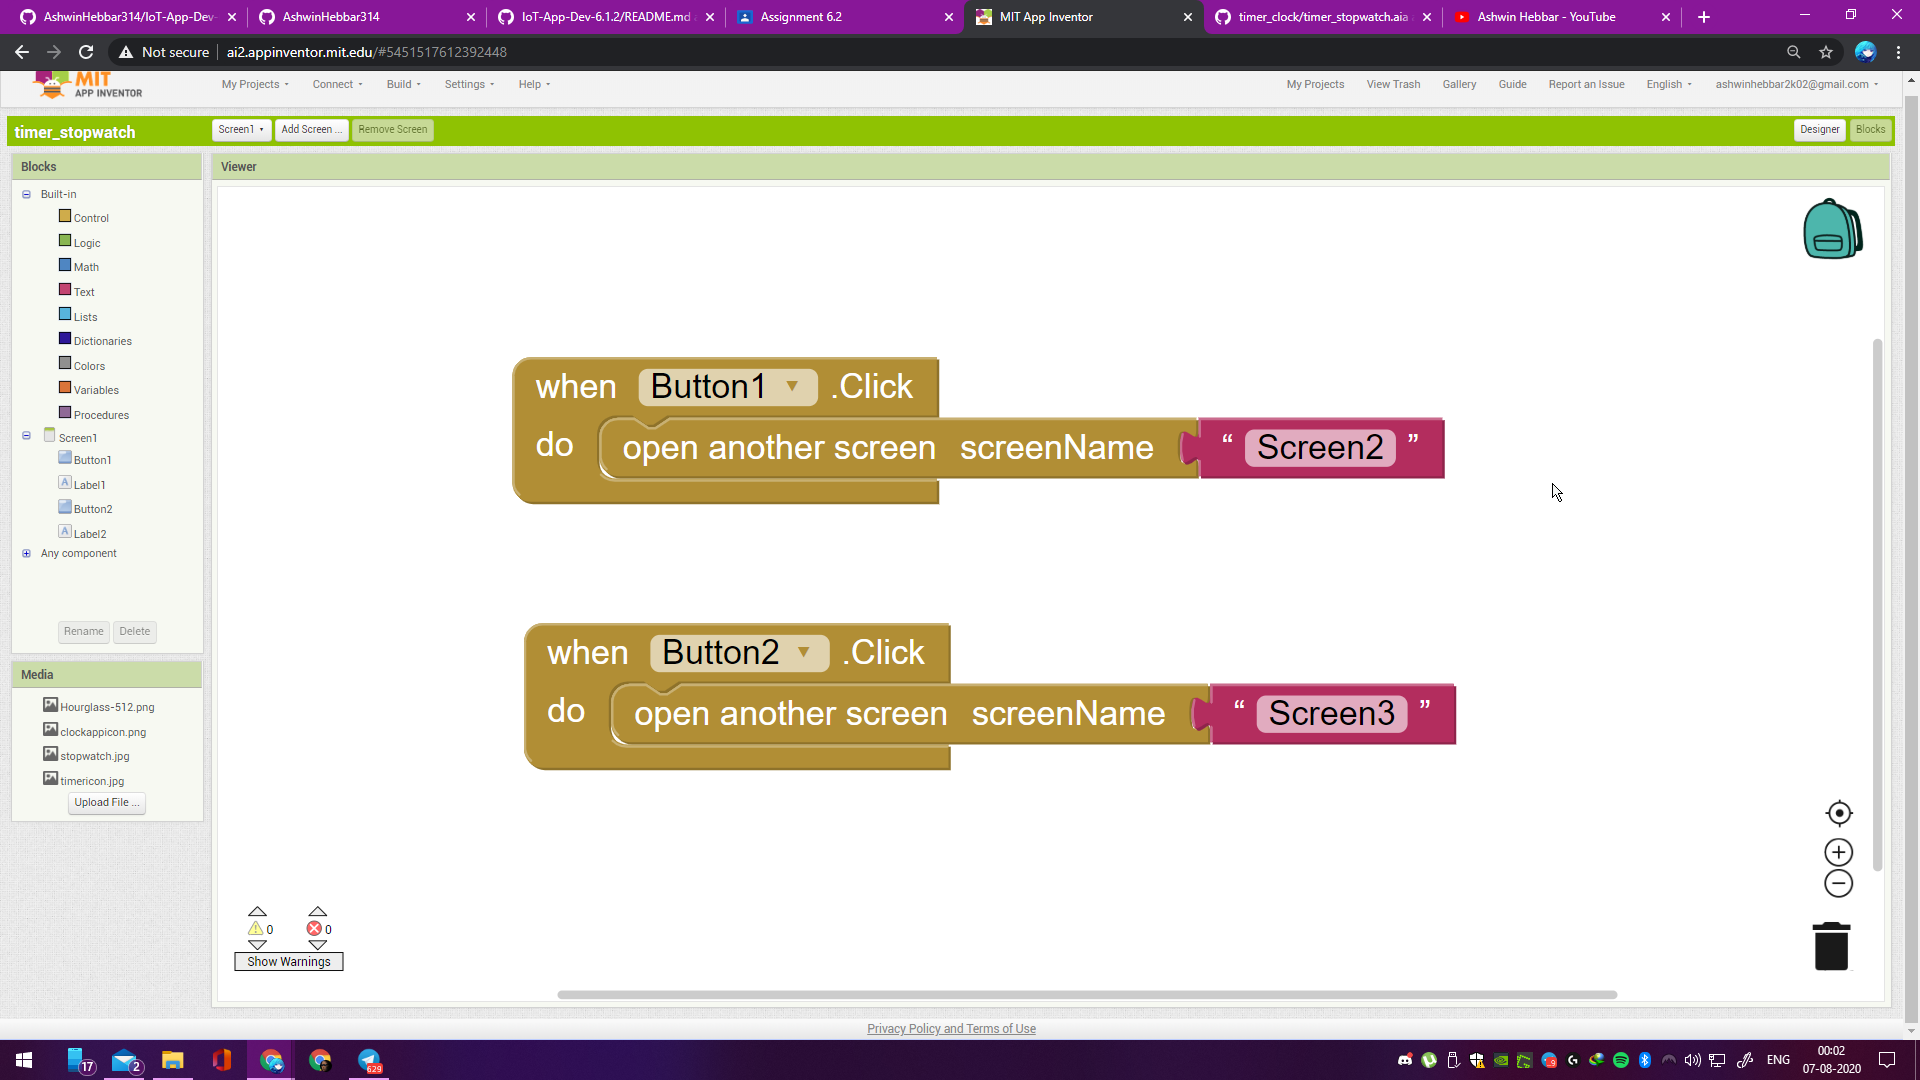 AshwinHebbar314/IoT-App-Dev-
AshwinHebbar314
IoT-App-Dev-6.1.2/README.md
Assignment 6.2
MIT App Inventor
timer_clock/timer_stopwatch.aia
Ashwin Hebbar - YouTube
Not secure
ai2.appinventor.mit.edu/#5451517612392448
MIT
APP INVENTOR
My Projects
Connect
Build
Settings
Help
My Projects
View Trash
Gallery
Guide
Report an Issue
English
ashwinhebbar2k02@gmail.com
timer_stopwatch
Screen1
Add Screen ...
Remove Screen
Designer
Blocks
Blocks
Viewer
Built-in
Control
Logic
Math
Text
Lists
Dictionaries
Colors
Variables
Procedures
Screen1
Button1
Label1
Button2
Label2
Any component
Rename
Delete
Media
Hourglass-512.png
clockappicon.png
stopwatch.jpg
timericon.jpg
Upload File ...
when Button1 .Click
do open another screen screenName “ Screen2 ”
when Button2 .Click
do open another screen screenName “ Screen3 ”
0
0
Show Warnings
Privacy Policy and Terms of Use
17
2
629
ENG
00:02
07-08-2020